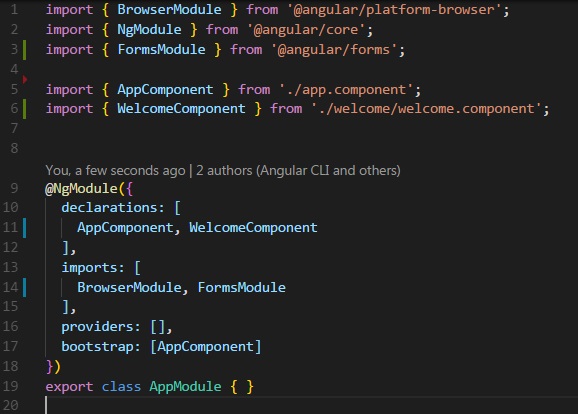 1 import { BrowserModule } from '@angular/platform-browser';
2 import { NgModule } from '@angular/core';
3 import { FormsModule } from '@angular/forms';
4
5 import { AppComponent } from './app.component';
6 import { WelcomeComponent } from './welcome/welcome.component';
7
8
You, a few seconds ago | 2 authors (Angular CLI and others)
9 @NgModule({
10   declarations: [
11     AppComponent, WelcomeComponent
12   ],
13   imports: [
14     BrowserModule, FormsModule
15   ],
16   providers: [],
17   bootstrap: [AppComponent]
18 })
19 export class AppModule { }
20